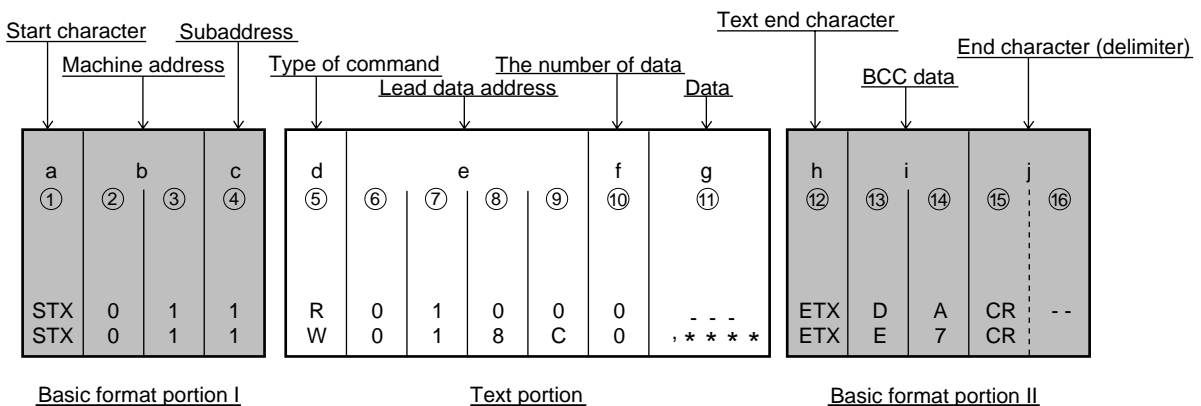 Text end character
Start character Subaddress
End character (delimiter)
Machine address Type of command The number of data BCC data
Lead data address Data
a b c d e f g h i j
① ② ③ ④ ⑤ ⑥ ⑦ ⑧ ⑨ ⑩ ⑪ ⑫ ⑬ ⑭ ⑮ ⑯
STX 0 1 1 R 0 1 0 0 0 - - - ETX D A CR - -
STX 0 1 1 W 0 1 8 C 0 ,**** ETX E 7 CR
Basic format portion I Text portion Basic format portion II